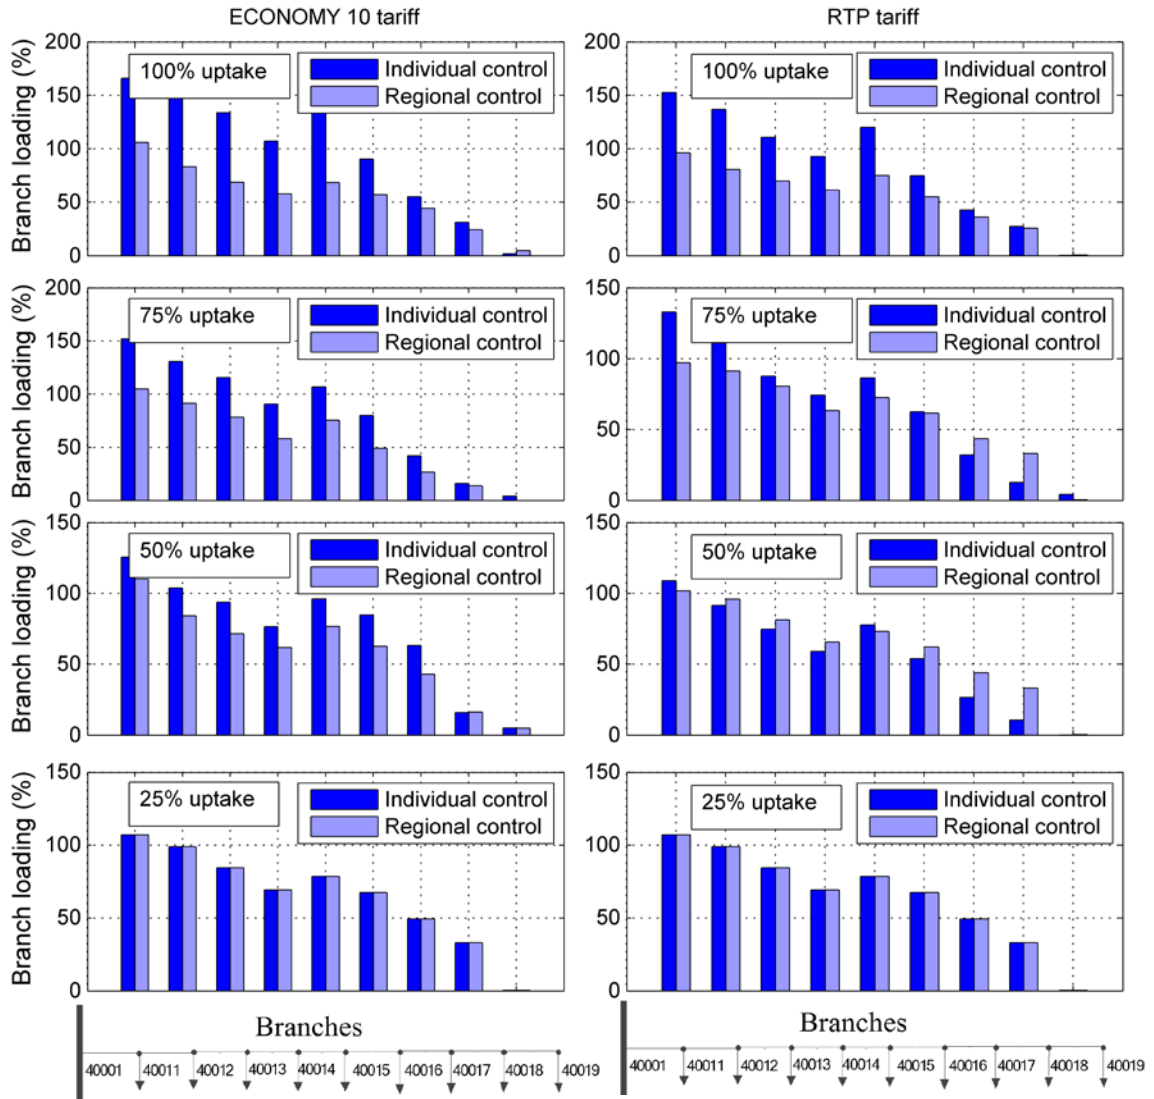 ECONOMY 10 tariff
RTP tariff
Branch loading (%)
200
150
100
50
0
100% uptake
Individual control
Regional control
200
150
100
50
0
100% uptake
Individual control
Regional control
Branch loading (%)
200
150
100
50
0
75% uptake
Individual control
Regional control
150
100
50
0
75% uptake
Individual control
Regional control
Branch loading (%)
150
100
50
0
50% uptake
Individual control
Regional control
150
100
50
0
50% uptake
Individual control
Regional control
Branch loading (%)
150
100
50
0
25% uptake
Individual control
Regional control
150
100
50
0
25% uptake
Individual control
Regional control
Branches
40001 40011 40012 40013 40014 40015 40016 40017 40018 40019
Branches
40001 40011 40012 40013 40014 40015 40016 40017 40018 40019